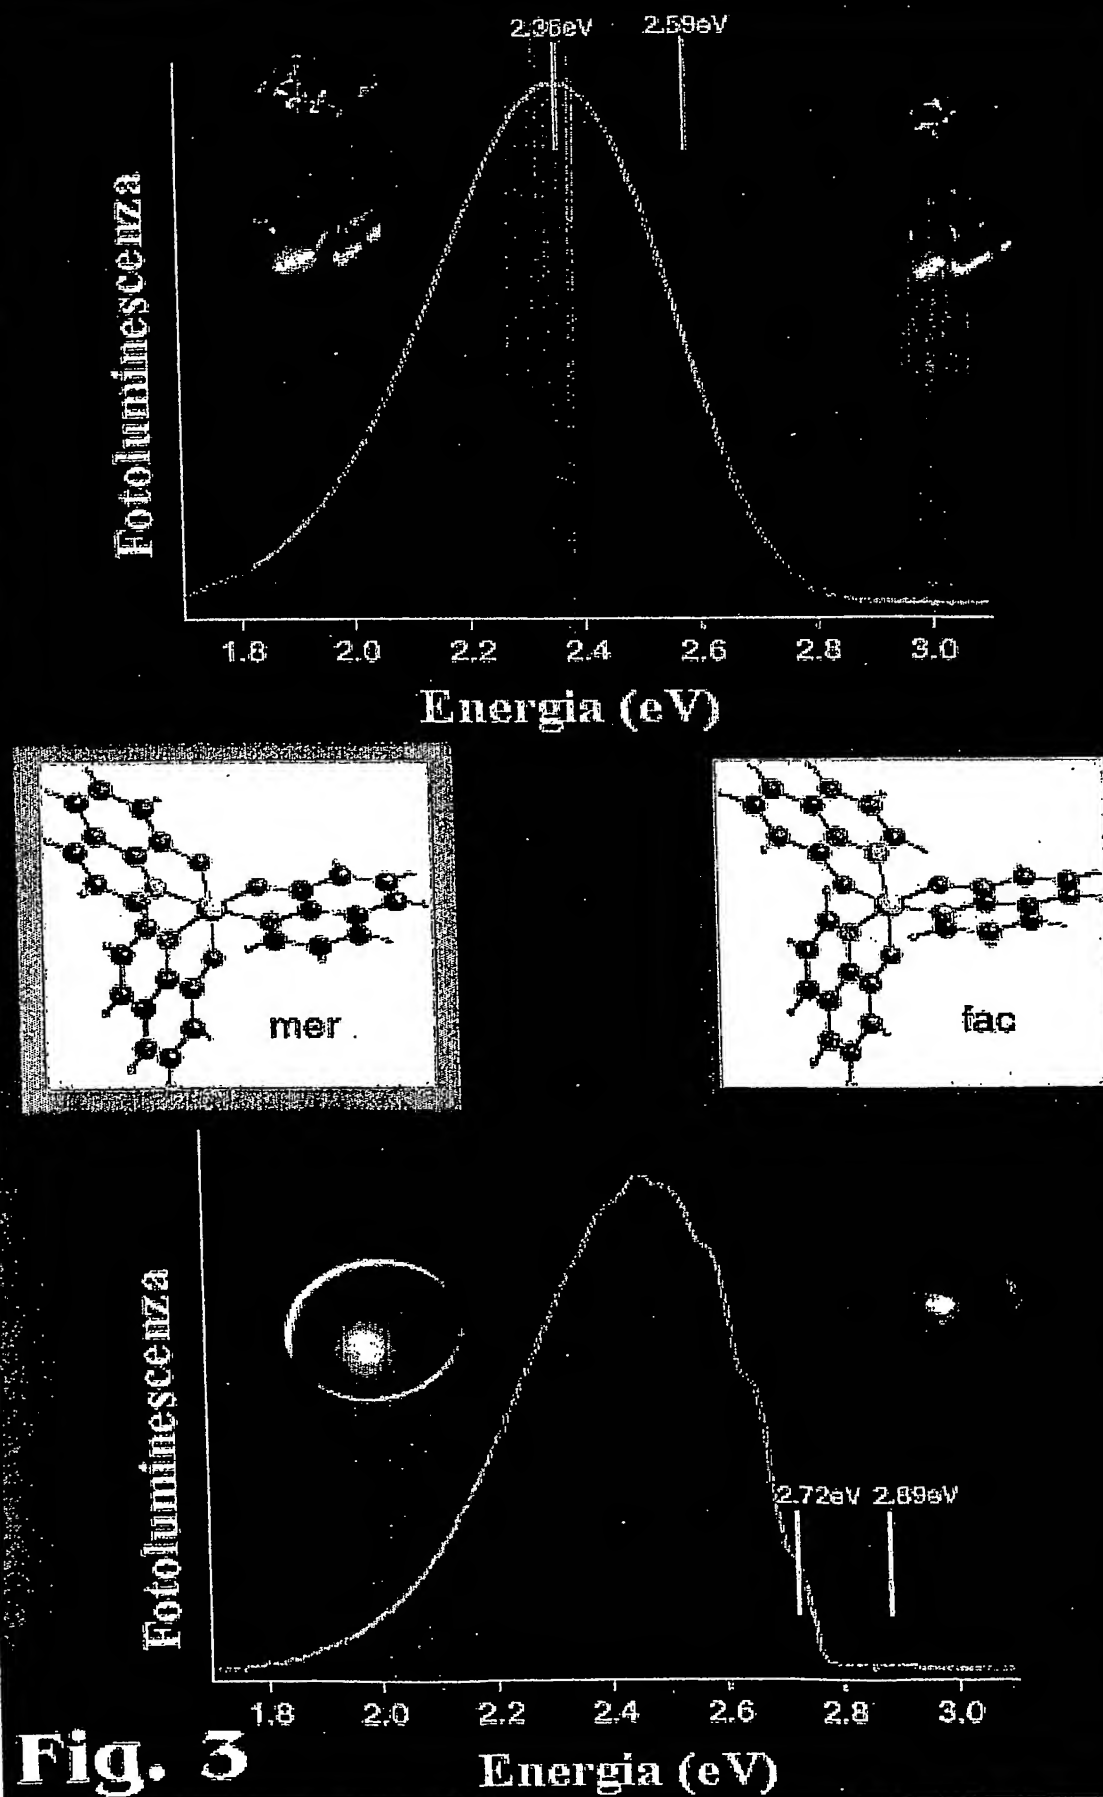 2.36eV 2.59eV
Fotoluminescenza
1.8 2.0 2.2 2.4 2.6 2.8 3.0
Energia (eV)
mer
fac
Fotoluminescenza
2.72eV 2.89eV
1.8 2.0 2.2 2.4 2.6 2.8 3.0
Energia (eV)
Fig. 3